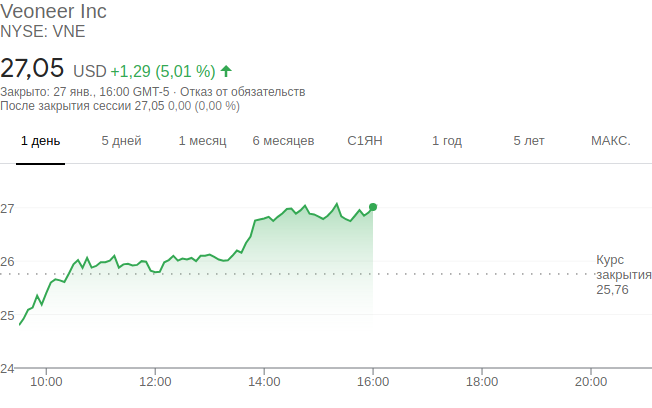 Veoneer Inc
NYSE: VNE
27,05 USD +1,29 (5,01 %)
Закрыто: 27 янв., 16:00 GMT-5 · Отказ от обязательств
После закрытия сессии 27,05 0,00 (0,00 %)
1 день 5 дней 1 месяц 6 месяцев С1ЯН 1 год 5 лет МАКС.
27
26
Курс
закрытия
25,76
25
24
10:00 12:00 14:00 16:00 18:00 20:00